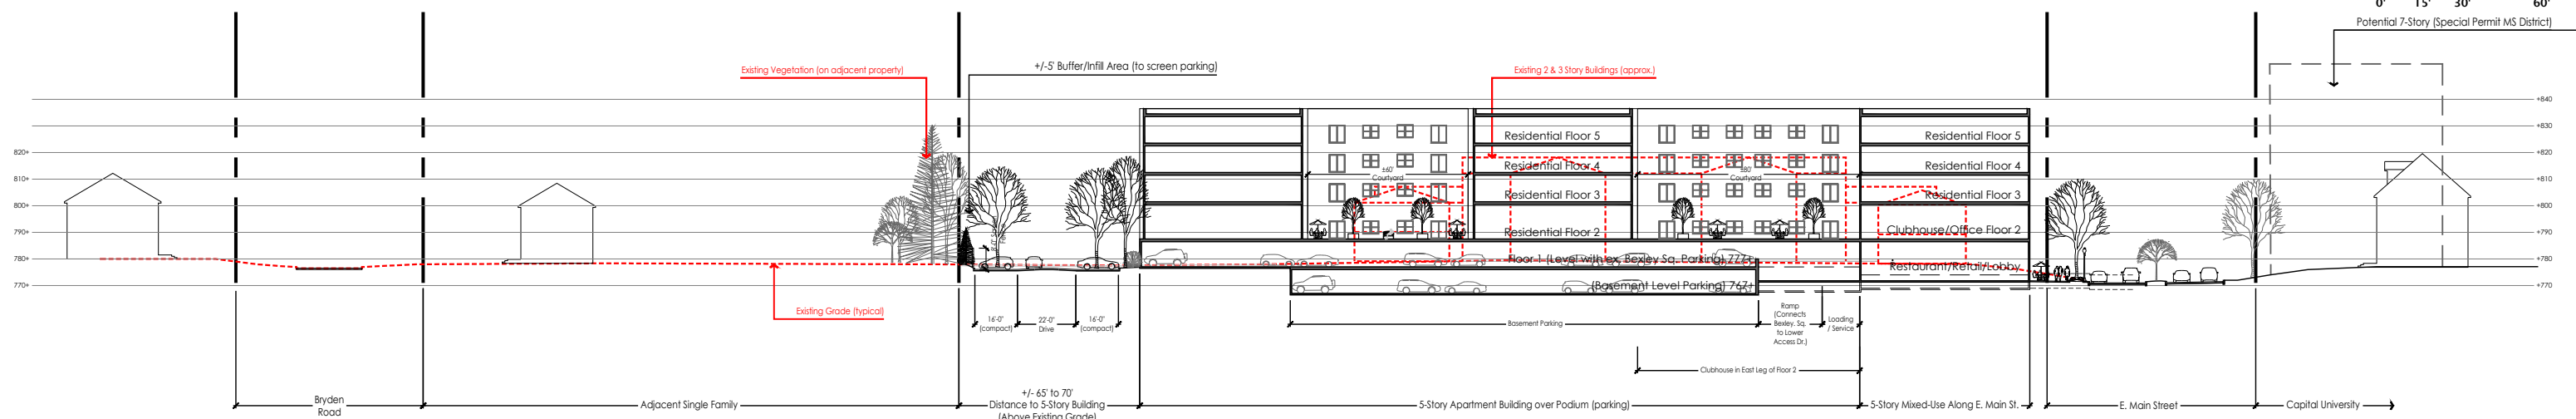 0' 15' 30' 60'
Potential 7-Story (Special Permit MS District)
Existing Vegetation (on adjacent property)
+/-5' Buffer/Infill Area (to screen parking)
Existing 2 & 3 Story Buildings (approx.)
+840
+830
+820
+810
+800
+790
+780
+770
820+
810+
800+
790+
780+
770+
Residential Floor 5
Residential Floor 4
Residential Floor 3
Residential Floor 2
±60'
Courtyard
±80'
Courtyard
Residential Floor 5
Residential Floor 4
Residential Floor 3
Clubhouse/Office Floor 2
Restaurant/Retail/Lobby
Floor 1 (Level with ex. Bexley Sq. Parking) 777+
(Basement Level Parking) 767+
Existing Grade (typical)
16'-0"
(compact)
22'-0"
Drive
16'-0"
(compact)
Basement Parking
Ramp
(Connects
Bexley. Sq.
to Lower
Access Dr.)
Loading
/ Service
Clubhouse in East Leg of Floor 2
Bryden
Road
Adjacent Single Family
+/- 65' to 70'
Distance to 5-Story Building
(Above Existing Grade)
5-Story Apartment Building over Podium (parking)
5-Story Mixed-Use Along E. Main St.
E. Main Street
Capital University